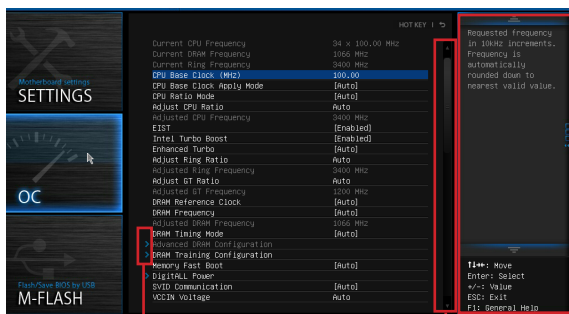 HOT KEY
Motherboard settings
SETTINGS
OC
Flash/Save BIOS by USB
M-FLASH
Current CPU Frequency 34 x 100.00 MHz
Current DRAM Frequency 1066 MHz
Current Ring Frequency 3400 MHz
CPU Base Clock (MHz) 100.00
CPU Base Clock Apply Mode [Auto]
CPU Ratio Mode [Auto]
Adjust CPU Ratio Auto
Adjusted CPU Frequency 3400 MHz
EIST [Enabled]
Intel Turbo Boost [Enabled]
Enhanced Turbo [Auto]
Adjust Ring Ratio Auto
Adjusted Ring Frequency 3400 MHz
Adjust GT Ratio Auto
Adjusted GT Frequency 1200 MHz
DRAM Reference Clock [Auto]
DRAM Frequency [Auto]
Adjusted DRAM Frequency 1066 MHz
DRAM Timing Mode [Auto]
> Advanced DRAM Configuration
> DRAM Training Configuration
Memory Fast Boot [Auto]
> DigitALL Power
SVID Communication [Auto]
VCCIN Voltage Auto
Requested frequency
in 10kHz increments.
Frequency is
automatically
rounded down to
nearest valid value.
↑↓←→: Move
Enter: Select
+/-: Value
ESC: Exit
F1: General Help